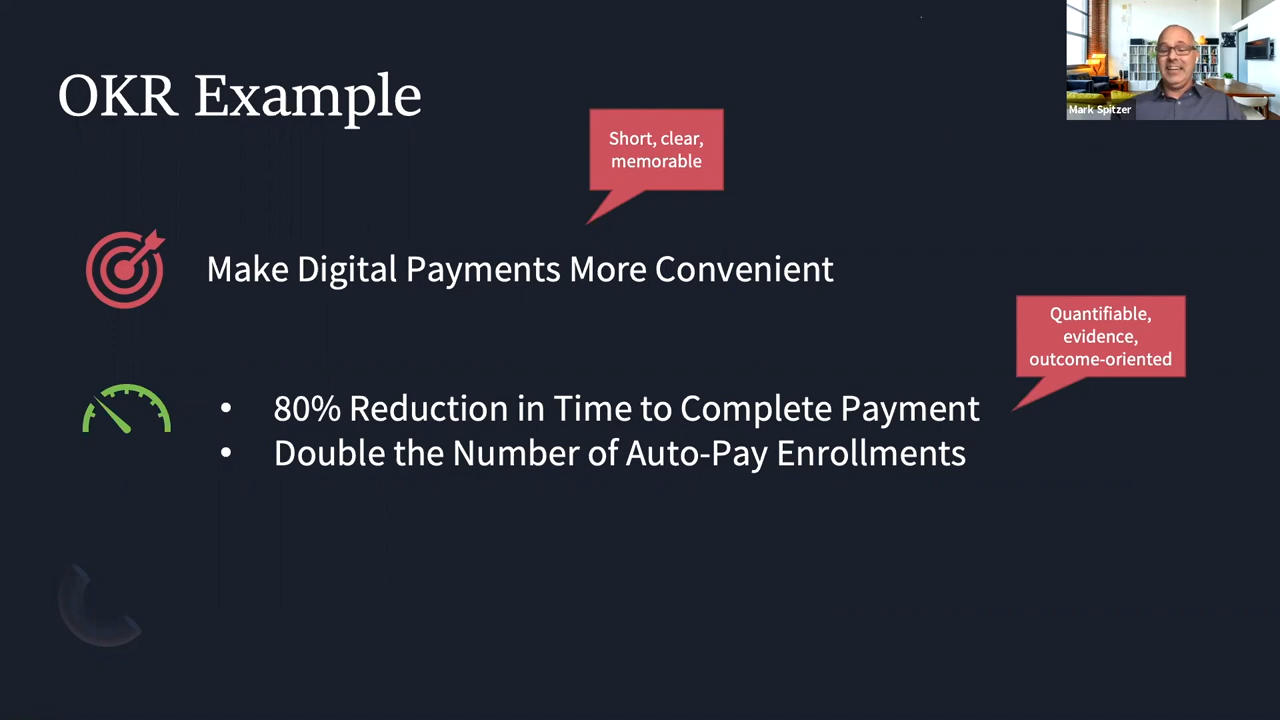 OKR Example
Mark Spitzer
Short, clear,
memorable
Make Digital Payments More Convenient
Quantifiable,
evidence,
outcome-oriented
• 80% Reduction in Time to Complete Payment
• Double the Number of Auto-Pay Enrollments